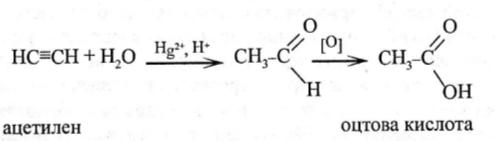 HC≡CH + H₂O Hg²⁺, H⁺ CH₃–C O H [O] CH₃–C O OH
ацетилен оцтова кислота